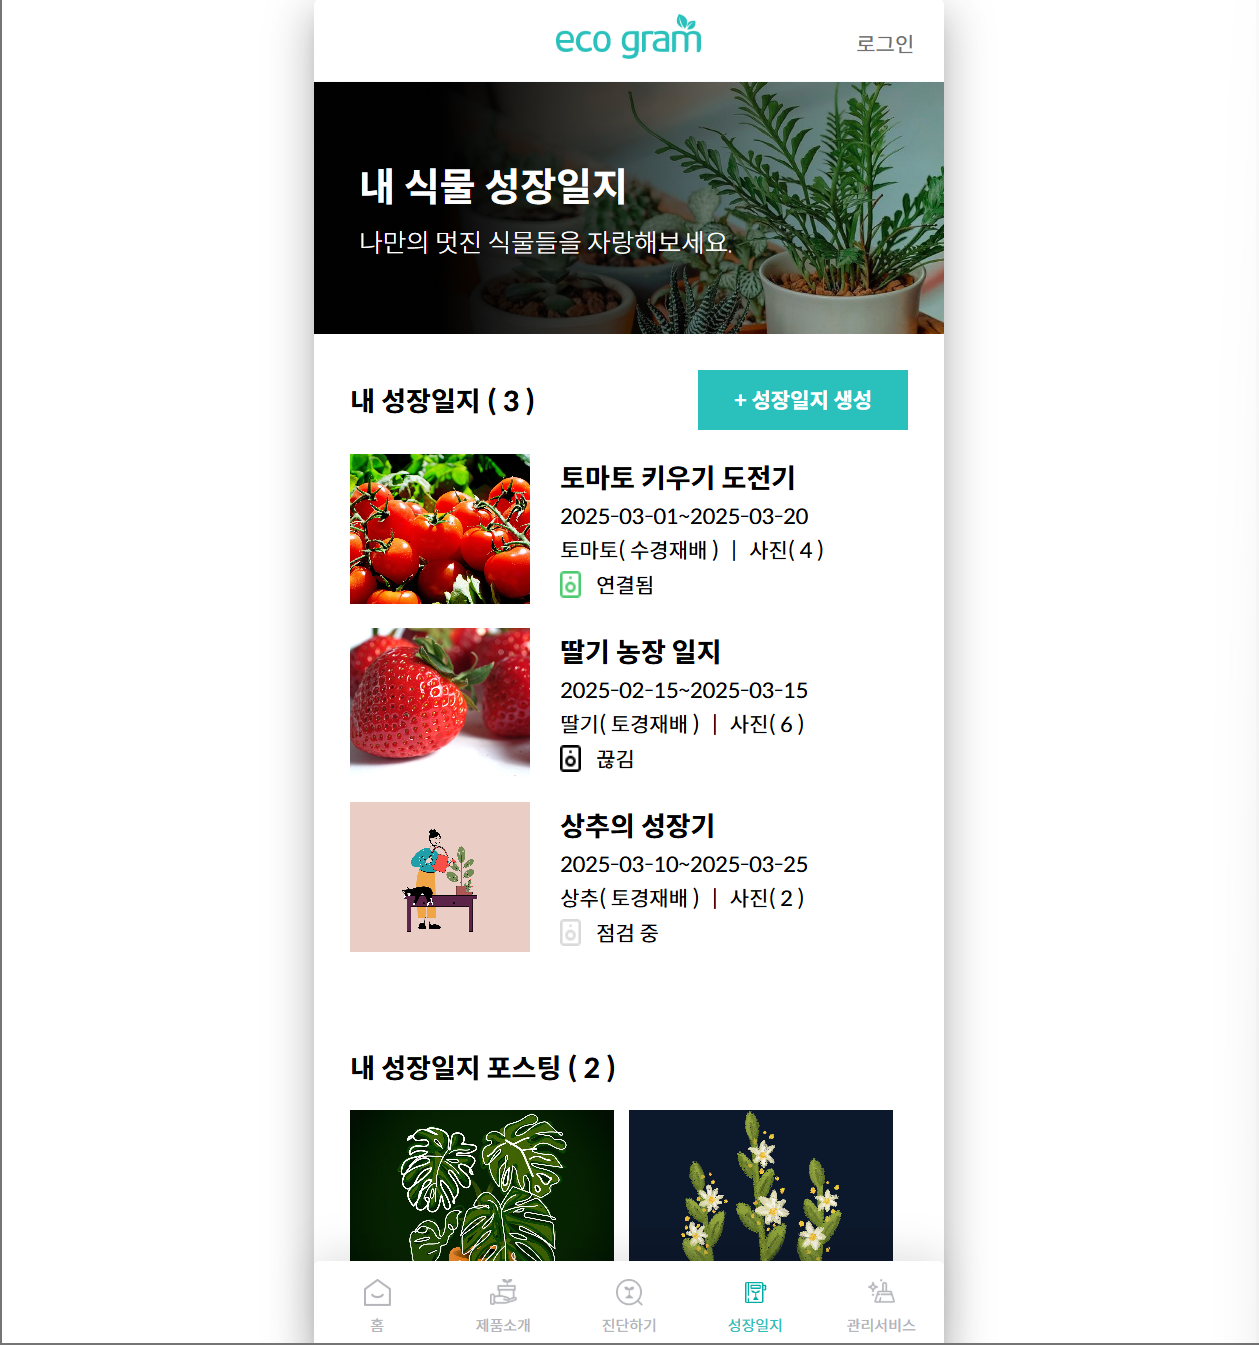 eco gram
로그인
내 식물 성장일지
나만의 멋진 식물들을 자랑해보세요.
내 성장일지 ( 3 )
+ 성장일지 생성
토마토 키우기 도전기
2025-03-01~2025-03-20
토마토( 수경재배 ) | 사진( 4 )
연결됨
딸기 농장 일지
2025-02-15~2025-03-15
딸기( 토경재배 ) | 사진( 6 )
끊김
상추의 성장기
2025-03-10~2025-03-25
상추( 토경재배 ) | 사진( 2 )
점검 중
내 성장일지 포스팅 ( 2 )
홈
제품소개
진단하기
성장일지
관리서비스